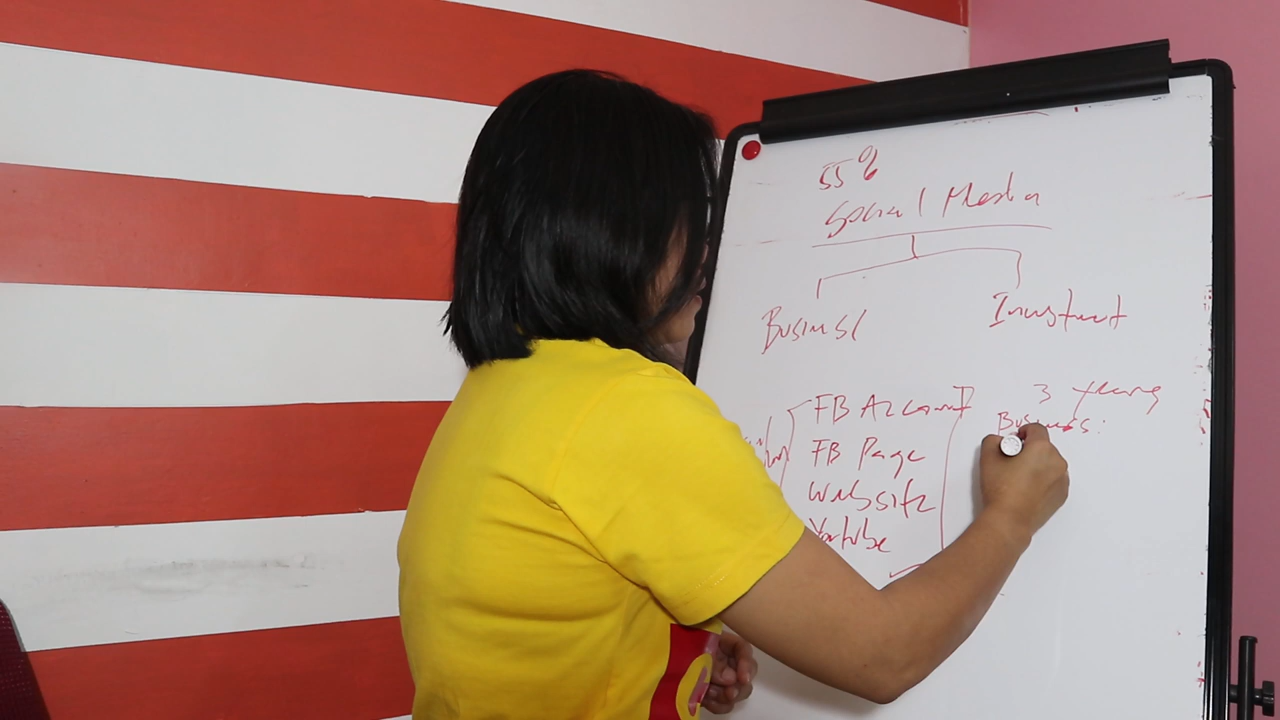 55%
Social Media
Business
Investment
FB Account
FB Page
Website
Youtube
3 years
Business: